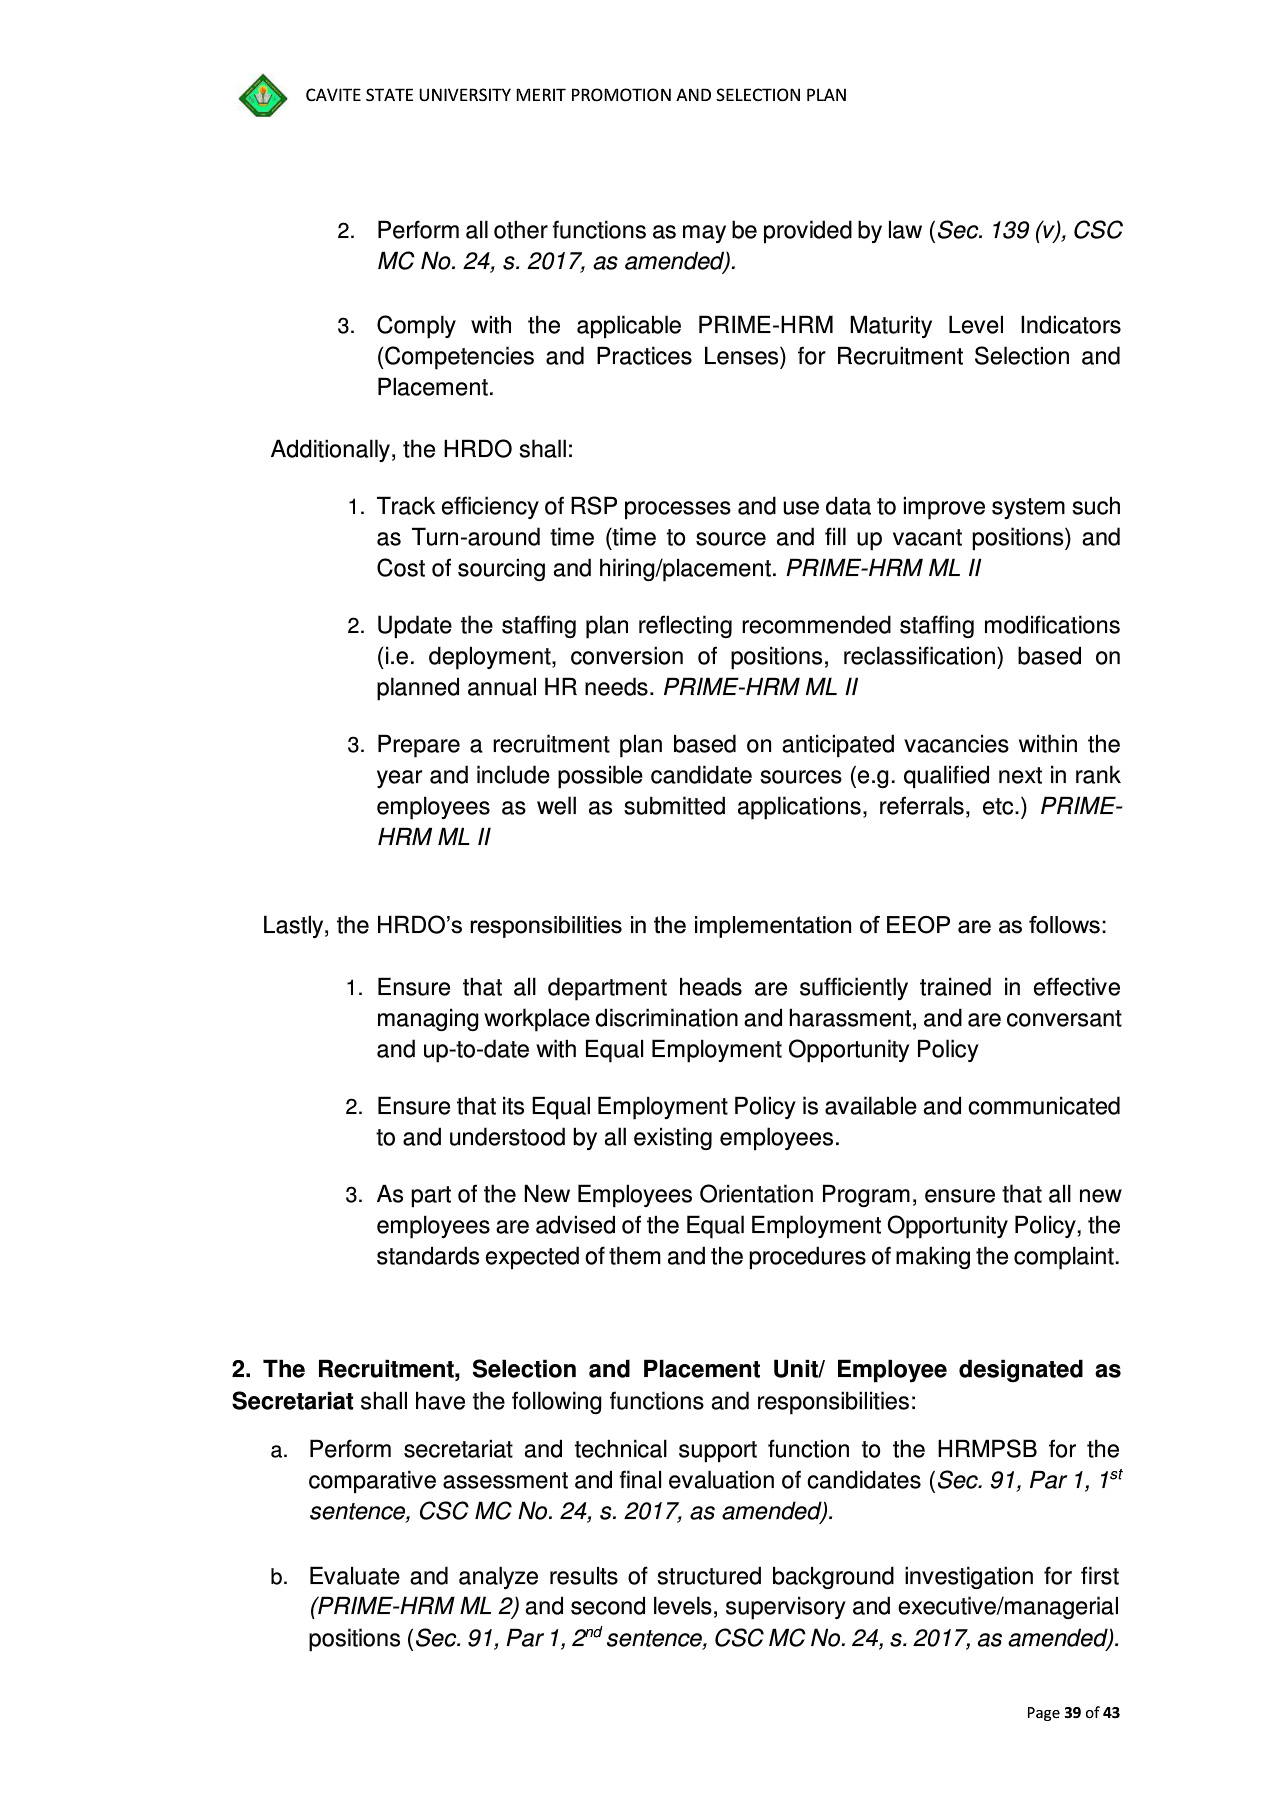 CAVITE STATE UNIVERSITY MERIT PROMOTION AND SELECTION PLAN
2. Perform all other functions as may be provided by law (Sec. 139 (v), CSC
MC No. 24, s. 2017, as amended).
3. Comply with the applicable PRIME-HRM Maturity Level Indicators
(Competencies and Practices Lenses) for Recruitment Selection and
Placement.
Additionally, the HRDO shall:
1. Track efficiency of RSP processes and use data to improve system such
as Turn-around time (time to source and fill up vacant positions) and
Cost of sourcing and hiring/placement. PRIME-HRM ML II
2. Update the staffing plan reflecting recommended staffing modifications
(i.e. deployment, conversion of positions, reclassification) based on
planned annual HR needs. PRIME-HRM ML II
3. Prepare a recruitment plan based on anticipated vacancies within the
year and include possible candidate sources (e.g. qualified next in rank
employees as well as submitted applications, referrals, etc.) PRIME-
HRM ML II
Lastly, the HRDO’s responsibilities in the implementation of EEOP are as follows:
1. Ensure that all department heads are sufficiently trained in effective
managing workplace discrimination and harassment, and are conversant
and up-to-date with Equal Employment Opportunity Policy
2. Ensure that its Equal Employment Policy is available and communicated
to and understood by all existing employees.
3. As part of the New Employees Orientation Program, ensure that all new
employees are advised of the Equal Employment Opportunity Policy, the
standards expected of them and the procedures of making the complaint.
2. The Recruitment, Selection and Placement Unit/ Employee designated as
Secretariat shall have the following functions and responsibilities:
a. Perform secretariat and technical support function to the HRMPSB for the
comparative assessment and final evaluation of candidates (Sec. 91, Par 1, 1st
sentence, CSC MC No. 24, s. 2017, as amended).
b. Evaluate and analyze results of structured background investigation for first
(PRIME-HRM ML 2) and second levels, supervisory and executive/managerial
positions (Sec. 91, Par 1, 2nd sentence, CSC MC No. 24, s. 2017, as amended).
Page 39 of 43